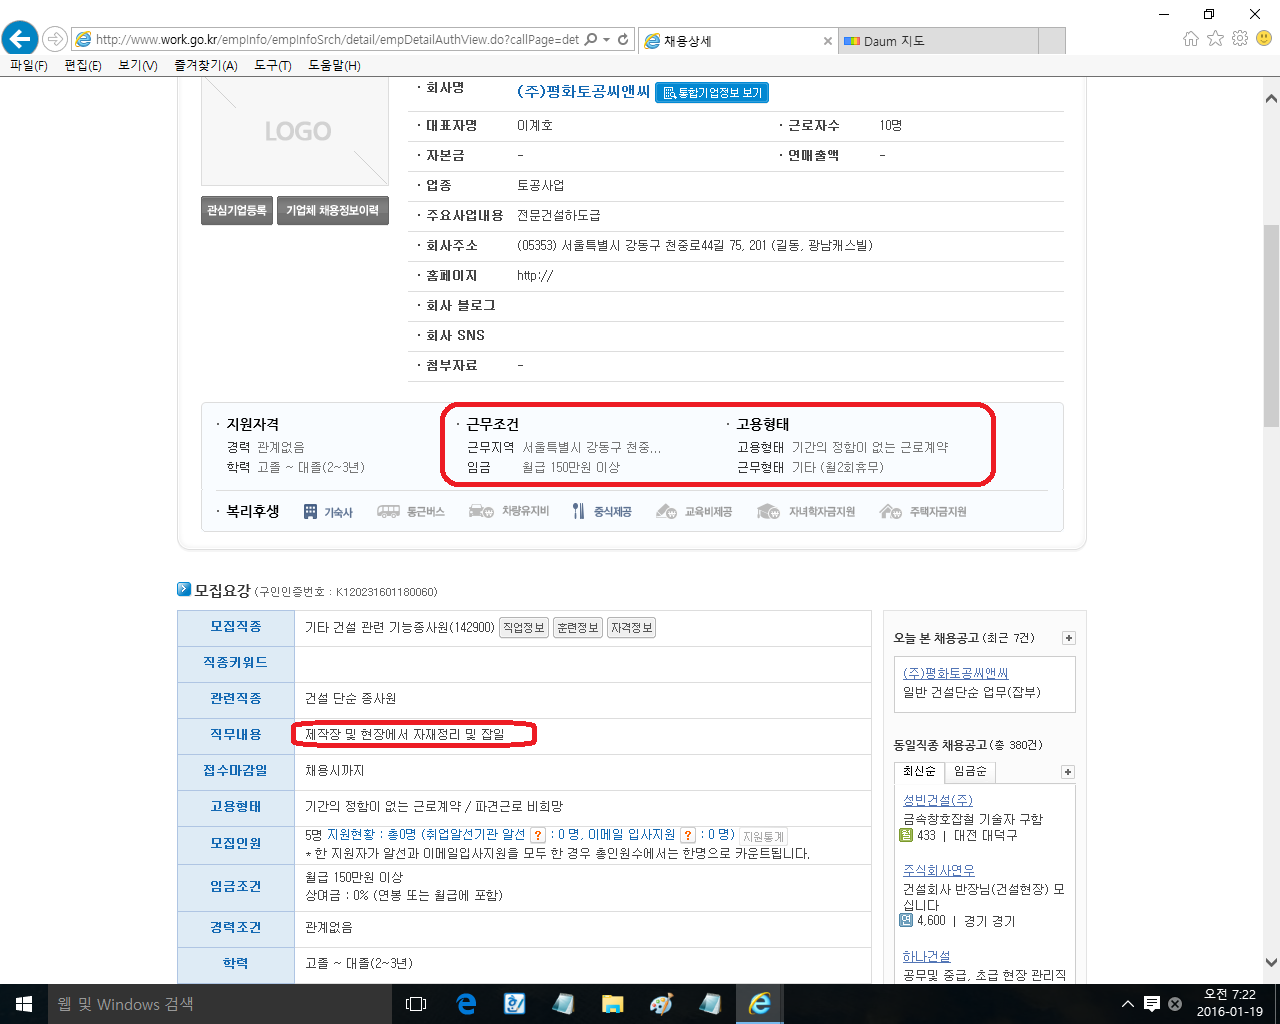 http://www.work.go.kr/empInfo/empInfoSrch/detail/empDetailAuthView.do?callPage=det
채용상세
Daum 지도
파일(F) 편집(E) 보기(V) 즐겨찾기(A) 도구(T) 도움말(H)
LOGO
관심기업등록 기업체 채용정보이력
· 회사명 (주)평화토공씨앤씨 통합기업정보 보기
· 대표자명 이계호 · 근로자수 10명
· 자본금 - · 연매출액 -
· 업종 토공사업
· 주요사업내용 전문건설하도급
· 회사주소 (05353) 서울특별시 강동구 천중로44길 75, 201 (길동, 광남캐스빌)
· 홈페이지 http://
· 회사 블로그
· 회사 SNS
· 첨부자료 -
· 지원자격 · 근무조건 · 고용형태
경력 관계없음 근무지역 서울특별시 강동구 천중... 고용형태 기간의 정함이 없는 근로계약
학력 고졸 ~ 대졸(2~3년) 임금 월급 150만원 이상 근무형태 기타 (월2회휴무)
· 복리후생 기숙사 통근버스 차량유지비 중식제공 교육비제공 자녀학자금지원 주택자금지원
모집요강 (구인인증번호 : K120231601180060)
모집직종 기타 건설 관련 기능종사원(142900) 직업정보 훈련정보 자격정보
직종키워드
관련직종 건설 단순 종사원
직무내용 제작장 및 현장에서 자재정리 및 잡일
접수마감일 채용시까지
고용형태 기간의 정함이 없는 근로계약 / 파견근로 비희망
모집인원 5명 지원현황 : 총0명 (취업알선기관 알선 ? : 0 명, 이메일 입사지원 ? : 0 명) 지원통계
* 한 지원자가 알선과 이메일입사지원을 모두 한 경우 총인원수에서는 한명으로 카운트됩니다.
임금조건 월급 150만원 이상
상여금 : 0% (연봉 또는 월급에 포함)
경력조건 관계없음
학력 고졸 ~ 대졸(2~3년)
오늘 본 채용공고 (최근 7건) +
(주)평화토공씨앤씨
일반 건설단순 업무(잡부)
동일직종 채용공고 (총 380건)
최신순 임금순 +
성빈건설(주)
금속창호잡철 기술자 구함
월 433 | 대전 대덕구
주식회사연우
건설회사 반장님(건설현장) 모
십니다
연 4,600 | 경기 경기
하나건설
공무및 중급, 초급 현장 관리직
웹 및 Windows 검색
오전 7:22
2016-01-19